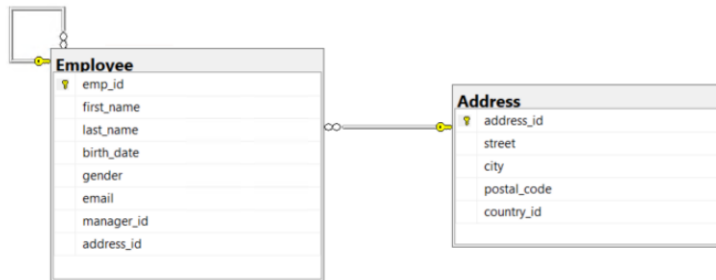 Employee
emp_id
first_name
last_name
birth_date
gender
email
manager_id
address_id
Address
address_id
street
city
postal_code
country_id